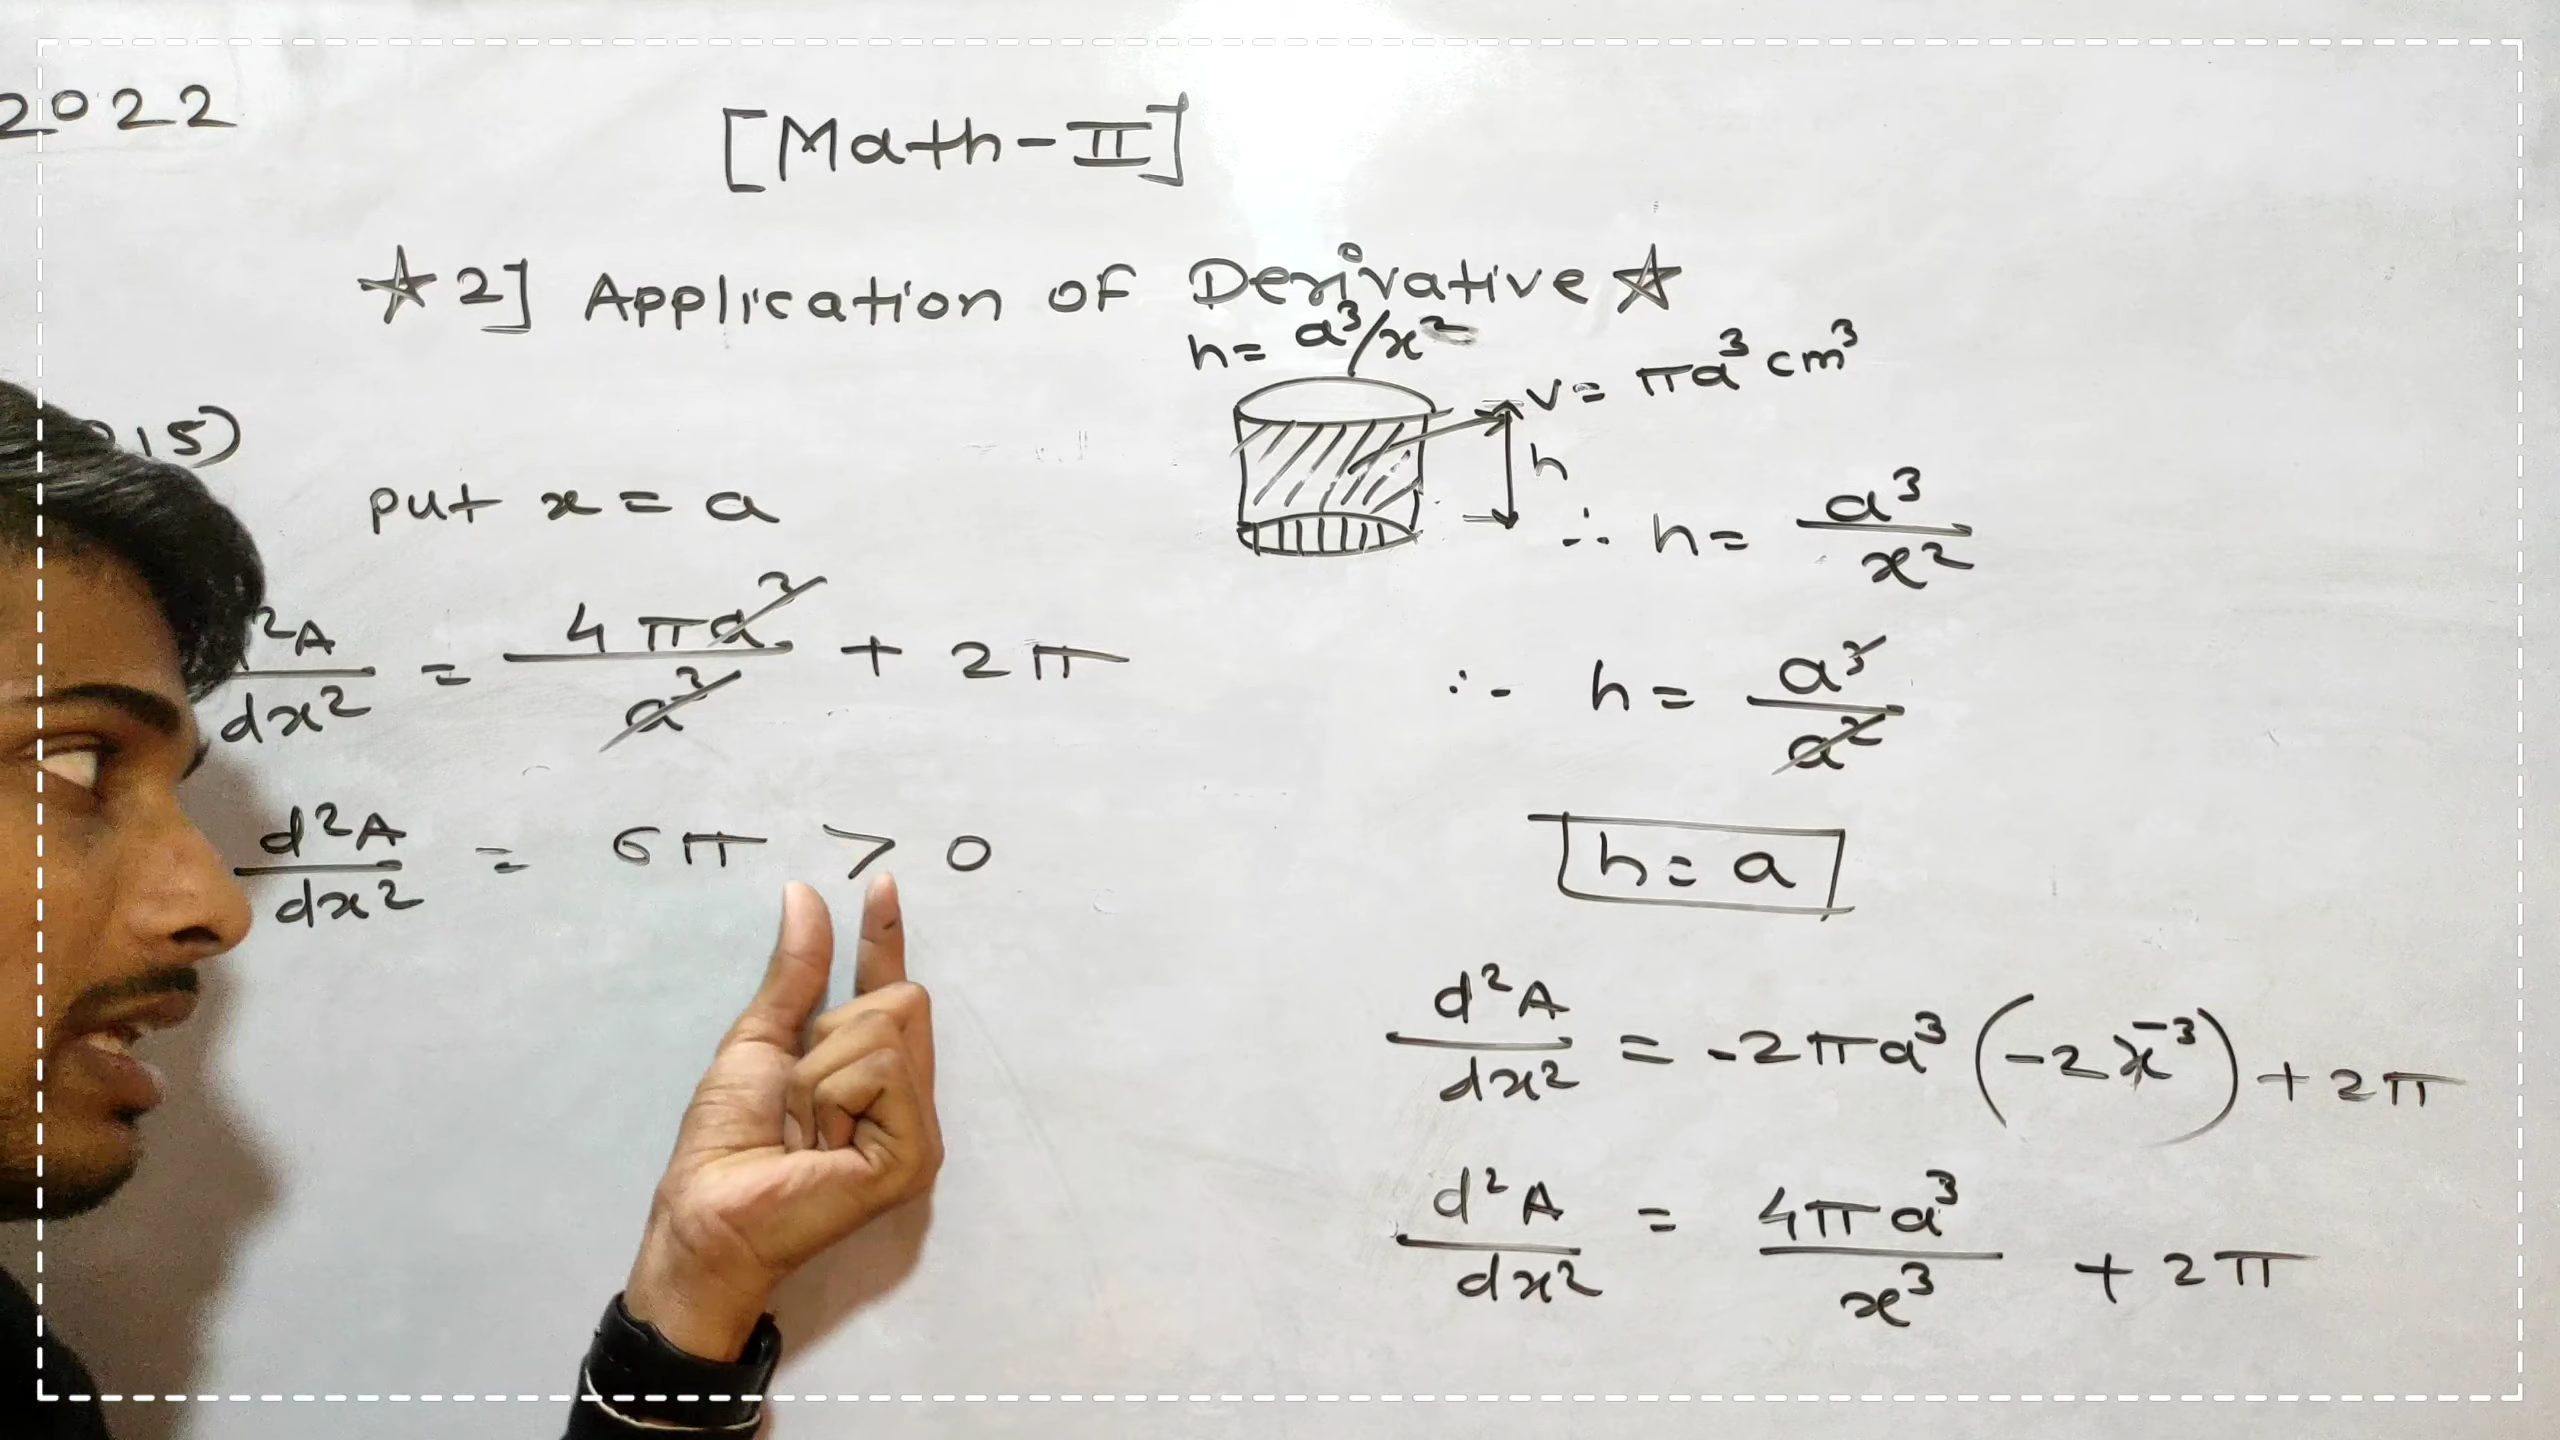 2022
[Math-II]
☆ 2] Application of Derivative ☆
h = a³/x²
V = πa³ cm³
h
15)
put x = a
²A/dx² = 4πa³/a³ + 2π
d²A/dx² = 6π > 0
∴ h = a³/x²
∴ h = a³/a²
h = a
d²A/dx² = -2πa³ (-2x⁻³) + 2π
d²A/dx² = 4πa³/x³ + 2π